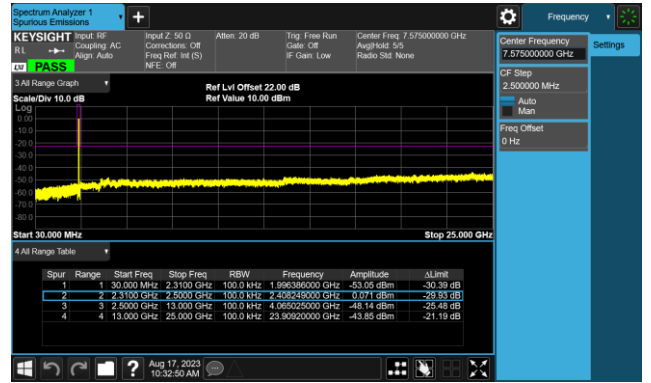 Spectrum Analyzer 1
Spurious Emissions
Frequency
KEYSIGHT Input: RF Input Z: 50 Ω Atten: 20 dB Trig: Free Run Center Freq: 7.575000000 GHz
RL Coupling: AC Corrections: Off Gate: Off Avg|Hold: 5/5
Align: Auto Freq Ref: Int (S) IF Gain: Low Radio Std: None
LXI PASS NFE: Off
Center Frequency
7.575000000 GHz
Settings
CF Step
2.500000 MHz
Auto
Man
Freq Offset
0 Hz
3 All Range Graph
Ref Lvl Offset 22.00 dB
Scale/Div 10.0 dB Ref Value 10.00 dBm
Log
0.00
-10.0
-20.0
-30.0
-40.0
-50.0
-60.0
-70.0
-80.0
Start 30.000 MHz Stop 25.000 GHz
4 All Range Table
Spur Range Start Freq Stop Freq RBW Frequency Amplitude ΔLimit
1 1 30.000 MHz 2.3100 GHz 100.0 kHz 1.996386000 GHz -53.05 dBm -30.39 dB
2 2 2.3100 GHz 2.5000 GHz 100.0 kHz 2.408249000 GHz 0.071 dBm -29.93 dB
3 3 2.5000 GHz 13.000 GHz 100.0 kHz 4.065025000 GHz -48.14 dBm -25.48 dB
4 4 13.000 GHz 25.000 GHz 100.0 kHz 23.90920000 GHz -43.85 dBm -21.19 dB
Aug 17, 2023
10:32:50 AM